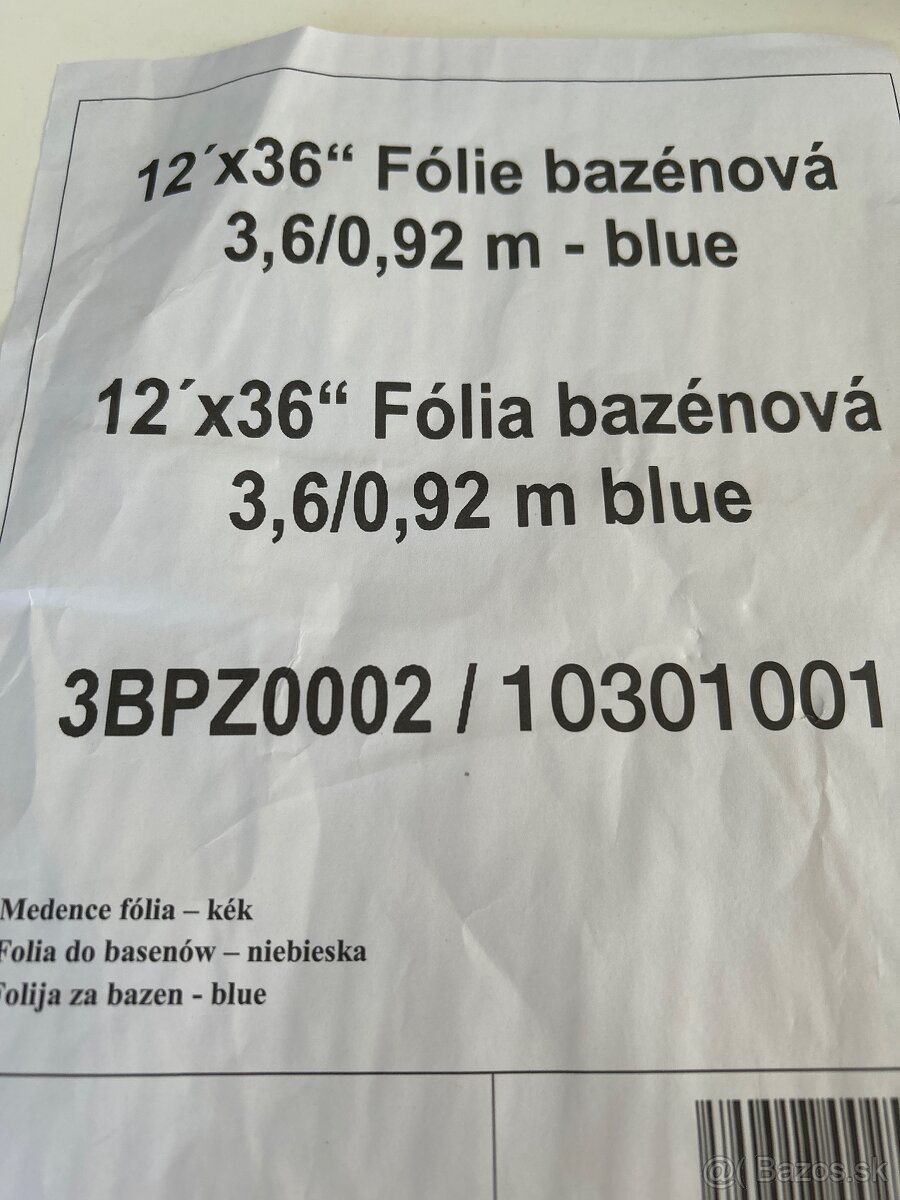 12´x36“ Fólie bazénová
3,6/0,92 m - blue
12´x36“ Fólia bazénová
3,6/0,92 m blue
3BPZ0002 / 10301001
Medence fólia – kék
Folia do basenów – niebieska
Folija za bazen - blue
Bazos.sk